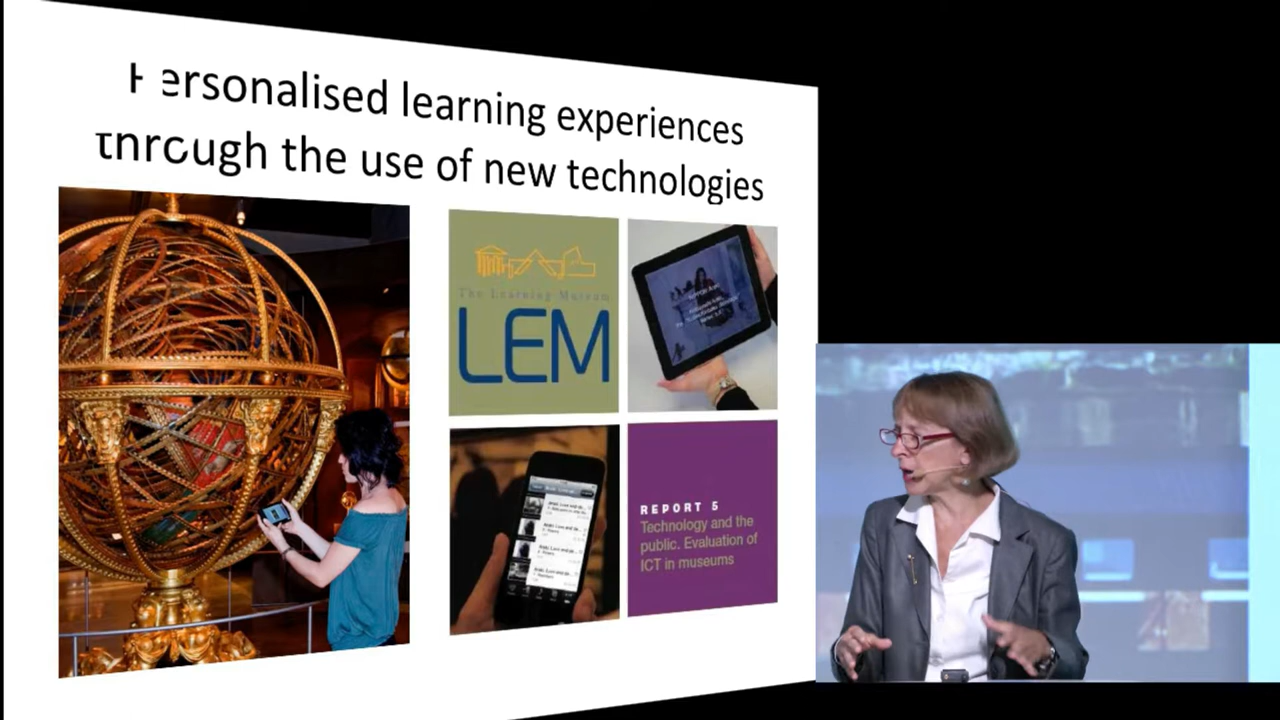 Personalised learning experiences
through the use of new technologies
The Learning Museum
LEM
REPORT 5
Technology and the
public. Evaluation of
ICT in museums